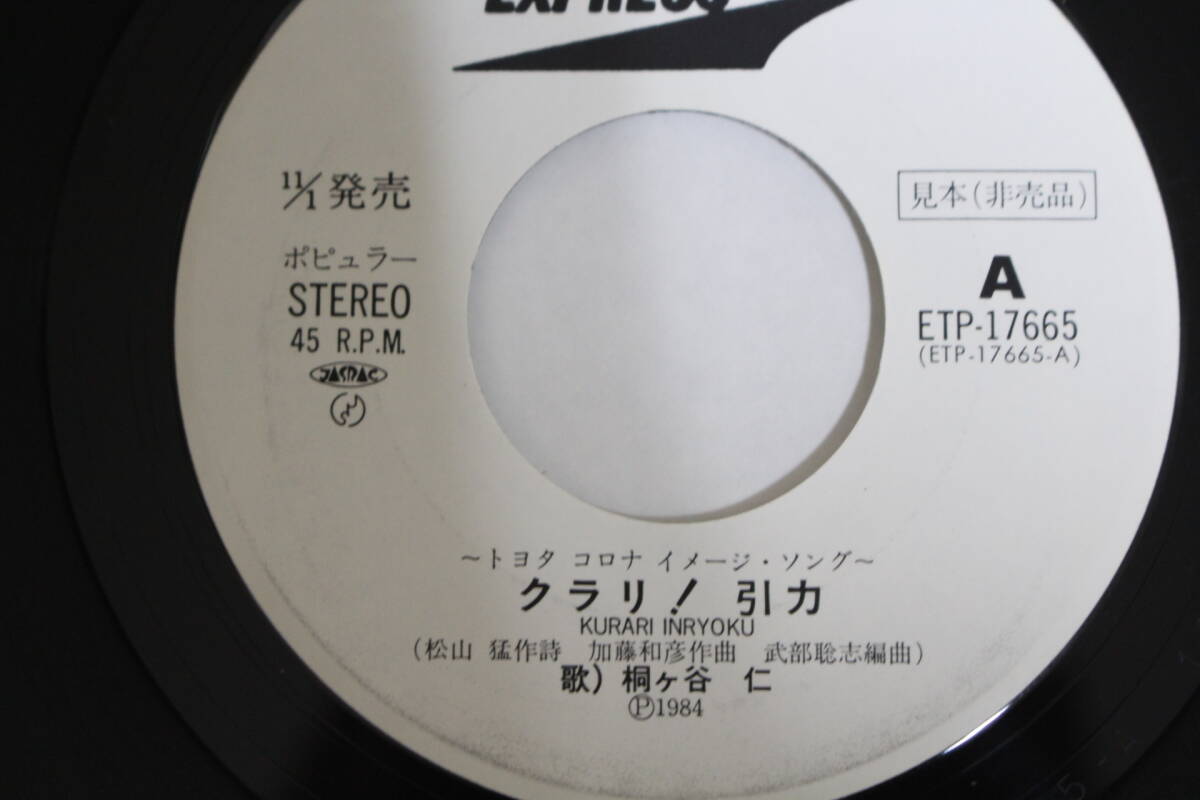 EXPRESS
11/1発売
ポピュラー
STEREO
45 R.P.M.
JASRAC
見本(非売品)
A
ETP-17665
(ETP-17665-A)
~トヨタ コロナ イメージ・ソング~
クラリ! 引力
KURARI INRYOKU
(松山 猛作詩 加藤和彦作曲 武部聡志編曲)
歌) 桐ヶ谷 仁
Ⓟ1984